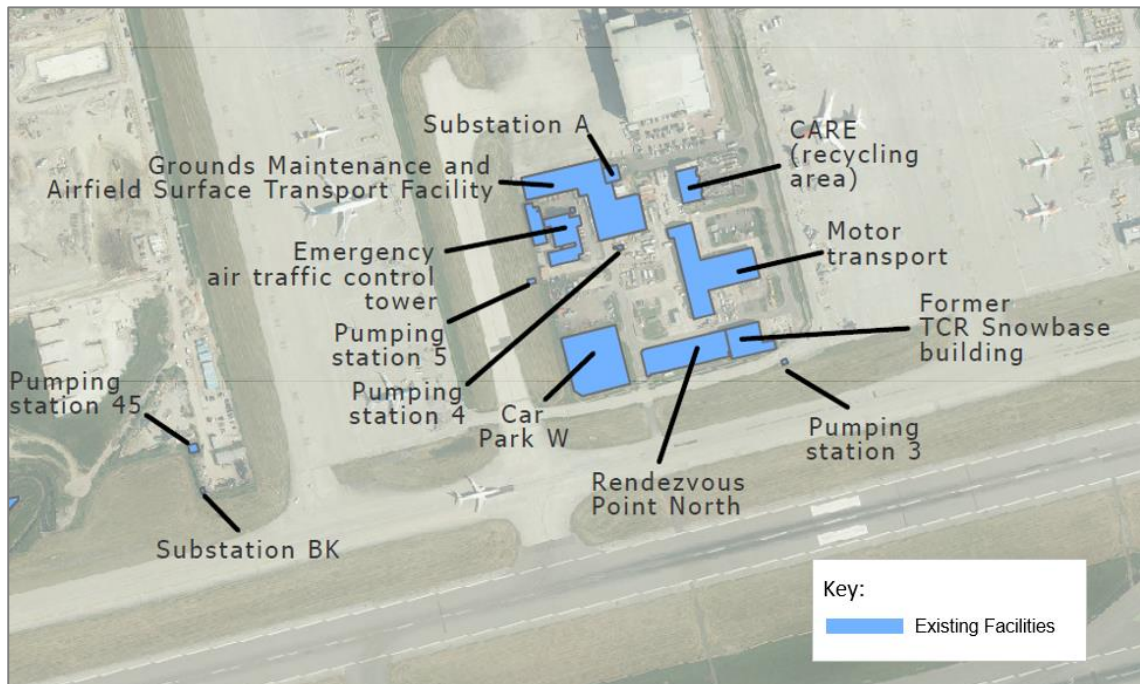 Substation A
Grounds Maintenance and
Airfield Surface Transport Facility
CARE
(recycling
area)
Emergency
air traffic control
tower
Motor
transport
Former
TCR Snowbase
building
Pumping
station 5
Pumping
station 4
Pumping
station 45
Car
Park W
Pumping
station 3
Rendezvous
Point North
Substation BK
Key:
Existing Facilities